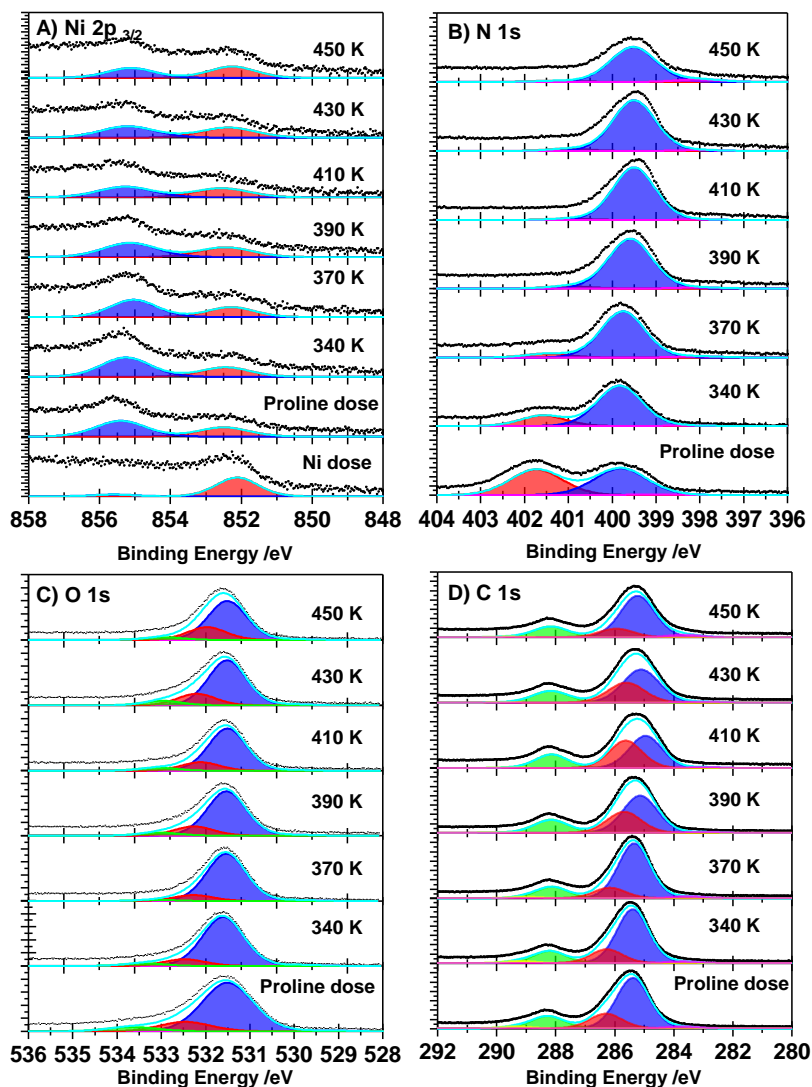 A) Ni 2p 3/2
450 K
430 K
410 K
390 K
370 K
340 K
Proline dose
Ni dose
858 856 854 852 850 848
Binding Energy /eV
B) N 1s
450 K
430 K
410 K
390 K
370 K
340 K
Proline dose
404 403 402 401 400 399 398 397 396
Binding Energy /eV
C) O 1s
450 K
430 K
410 K
390 K
370 K
340 K
Proline dose
536 535 534 533 532 531 530 529 528
Binding Energy /eV
D) C 1s
450 K
430 K
410 K
390 K
370 K
340 K
Proline dose
292 290 288 286 284 282 280
Binding Energy /eV